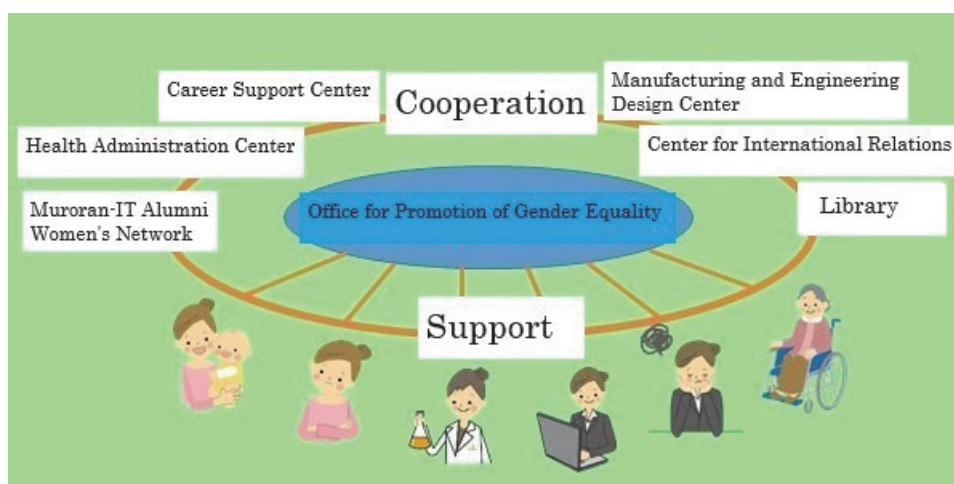 Career Support Center
Cooperation
Manufacturing and Engineering
Design Center
Health Administration Center
Center for International Relations
Muroran-IT Alumni
Women's Network
Office for Promotion of Gender Equality
Library
Support